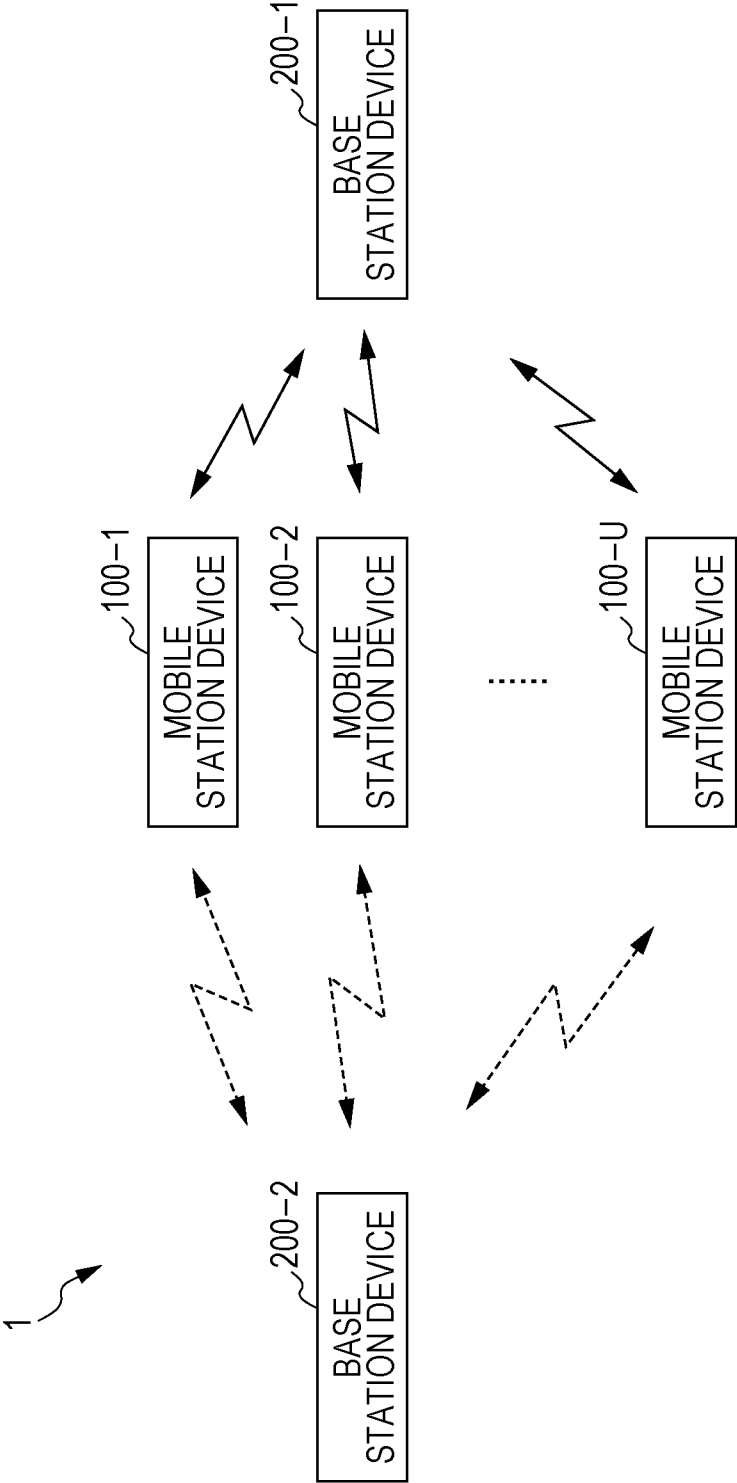 1
200-2
BASE
STATION DEVICE
100-1
MOBILE
STATION DEVICE
100-2
MOBILE
STATION DEVICE
100-U
MOBILE
STATION DEVICE
200-1
BASE
STATION DEVICE